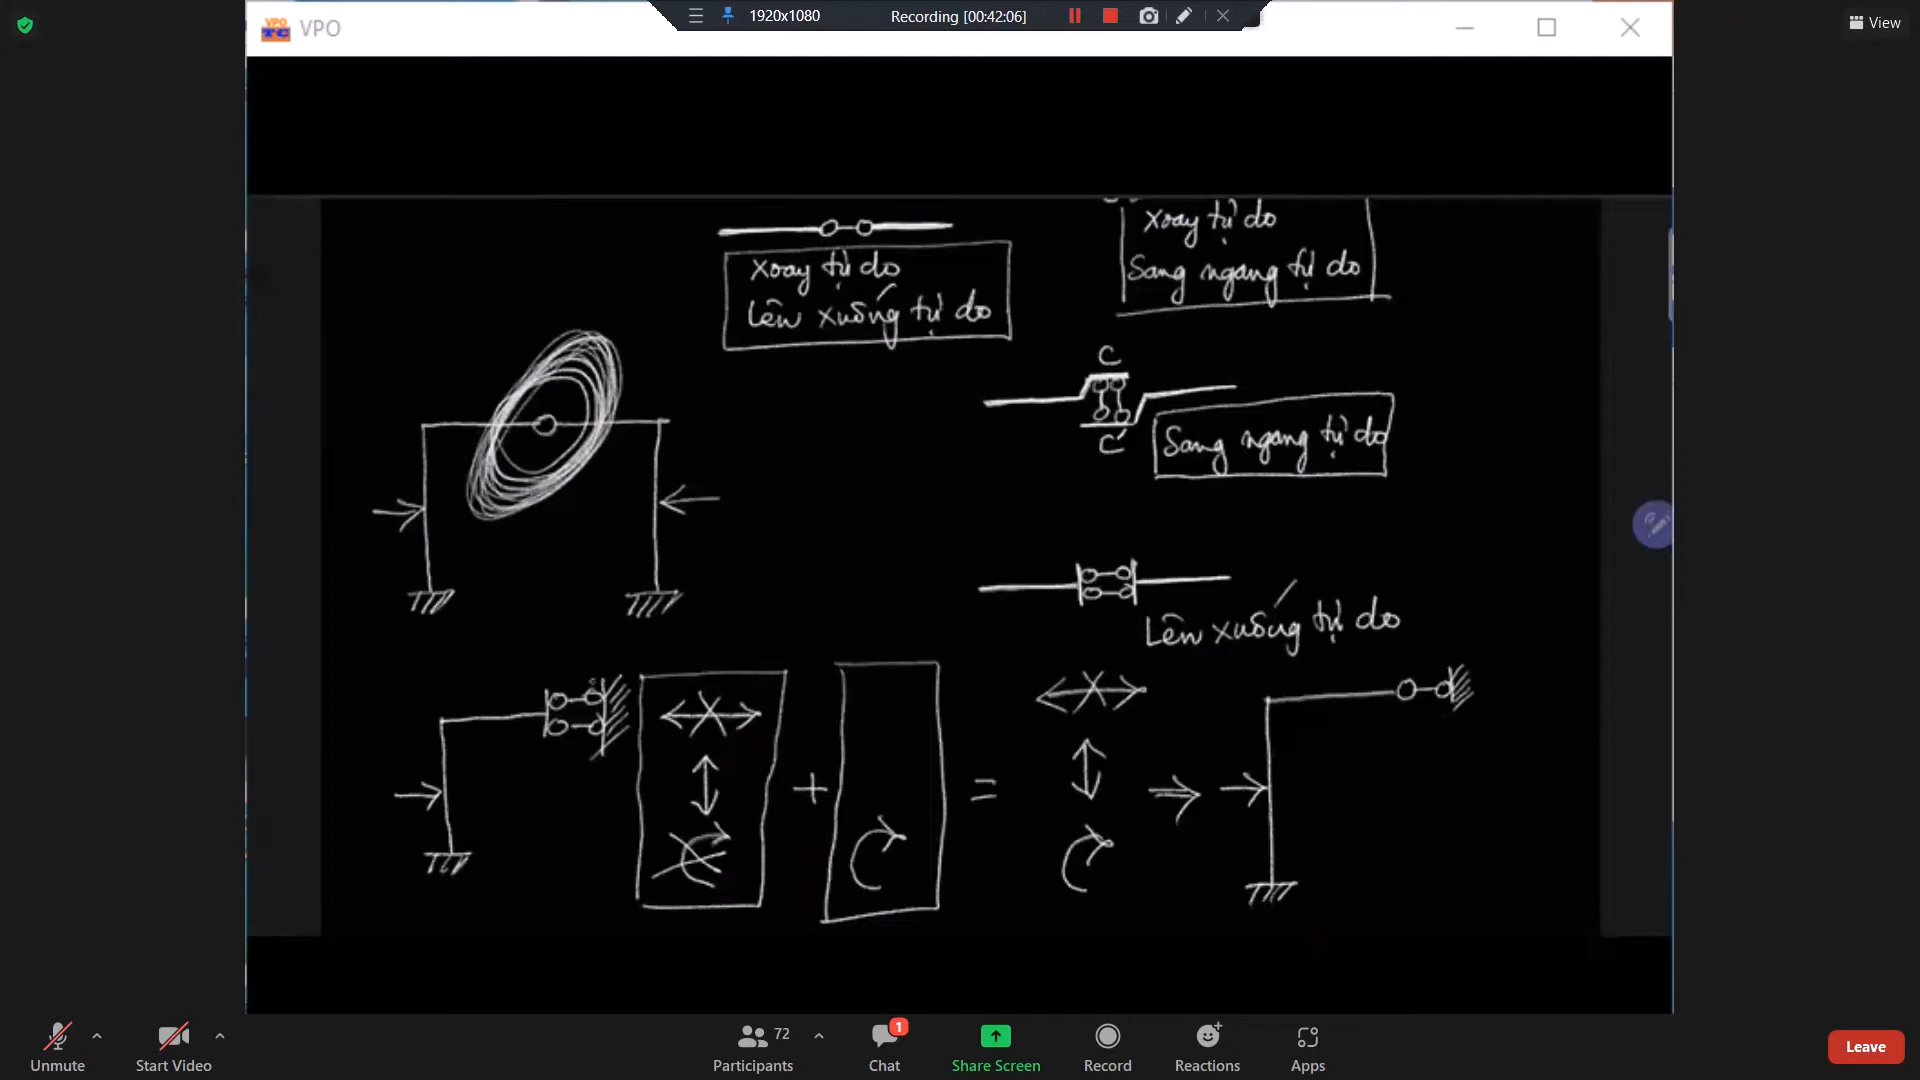 1920x1080
Recording [00:42:06]
View
VPO
TC
VPO
Xoay tự do
Lên xuống tự do
Xoay tự do
Sang ngang tự do
C
C'
Sang ngang tự do
Lên xuống tự do
+
=
Unmute
Start Video
72
Participants
1
Chat
Share Screen
Record
Reactions
Apps
Leave